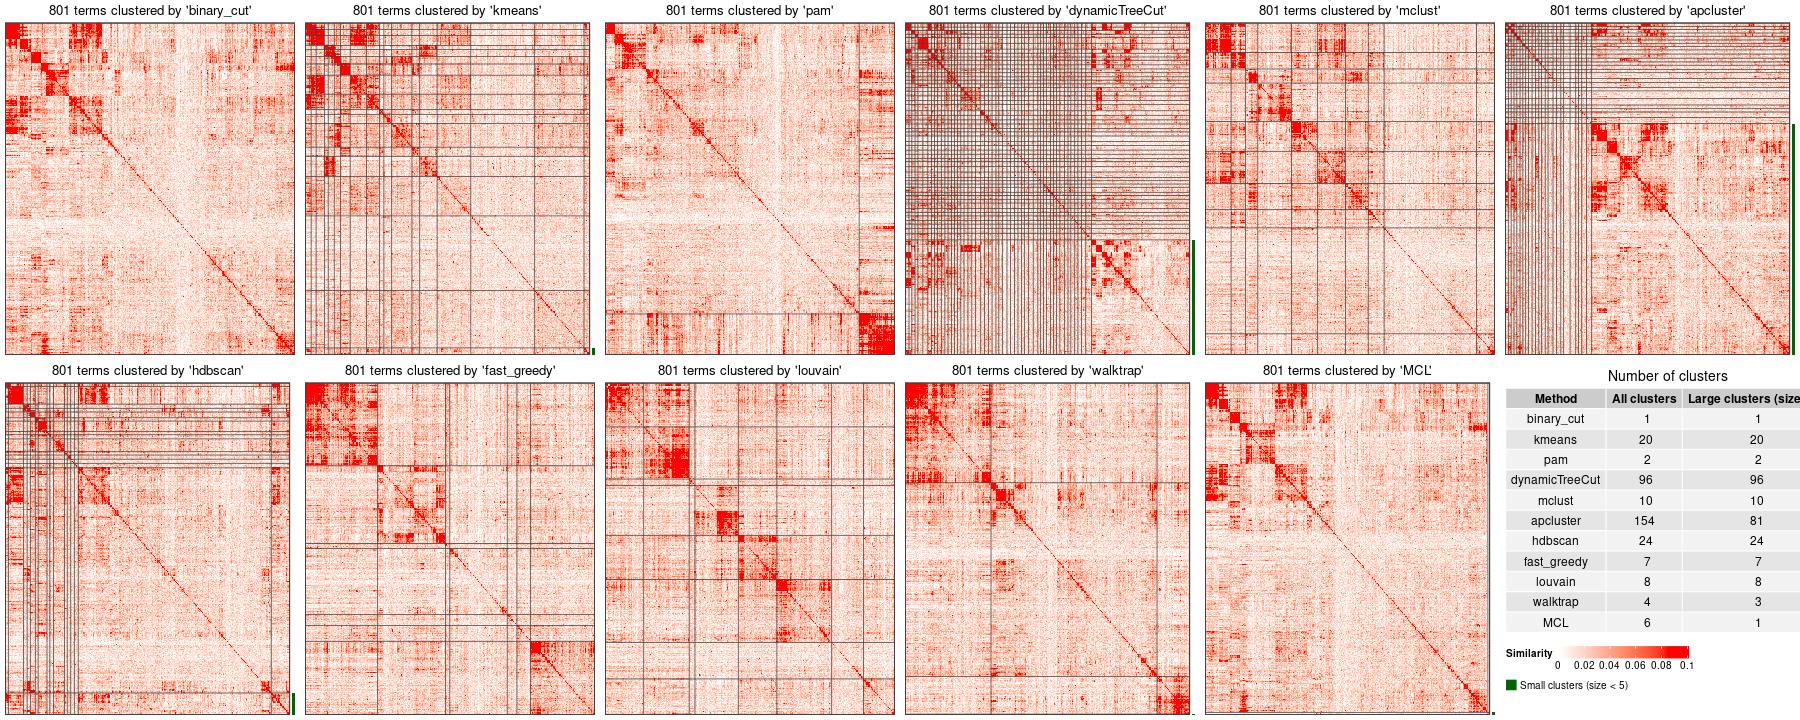 801 terms clustered by 'binary_cut'
801 terms clustered by 'kmeans'
801 terms clustered by 'pam'
801 terms clustered by 'dynamicTreeCut'
801 terms clustered by 'mclust'
801 terms clustered by 'apcluster'
801 terms clustered by 'hdbscan'
801 terms clustered by 'fast_greedy'
801 terms clustered by 'louvain'
801 terms clustered by 'walktrap'
801 terms clustered by 'MCL'
Number of clusters
Method All clusters Large clusters (size
binary_cut 1 1
kmeans 20 20
pam 2 2
dynamicTreeCut 96 96
mclust 10 10
apcluster 154 81
hdbscan 24 24
fast_greedy 7 7
louvain 8 8
walktrap 4 3
MCL 6 1
Similarity
0 0.02 0.04 0.06 0.08 0.1
Small clusters (size < 5)